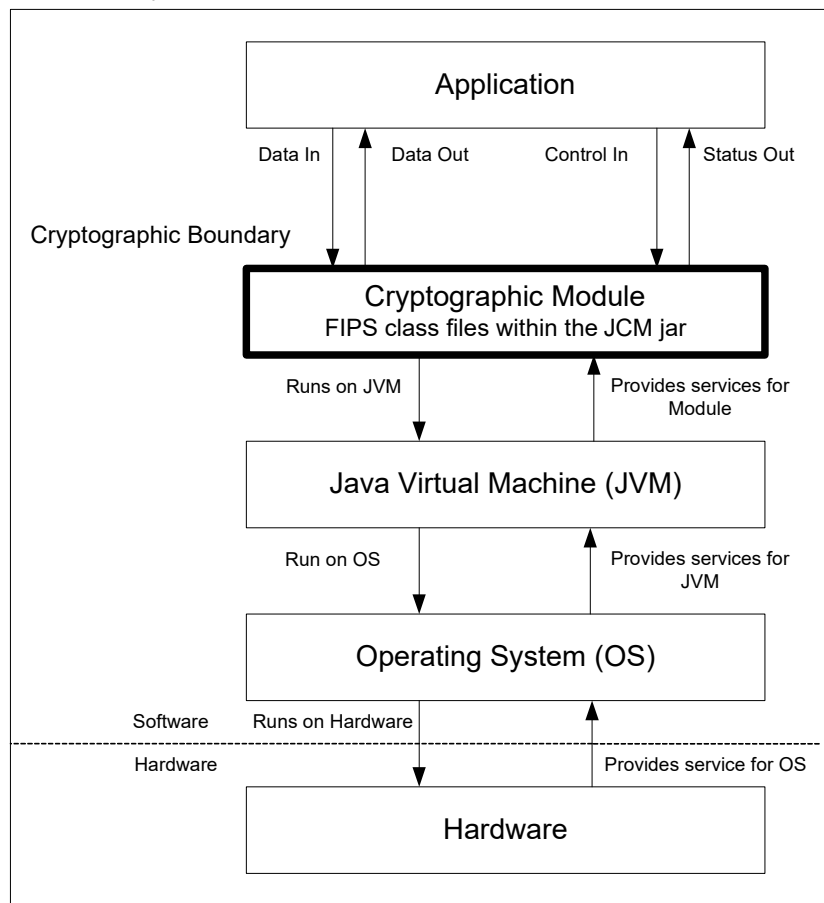 Application
Data In
Data Out
Control In
Status Out
Cryptographic Boundary
Cryptographic Module
FIPS class files within the JCM jar
Runs on JVM
Provides services for
Module
Java Virtual Machine (JVM)
Run on OS
Provides services for
JVM
Operating System (OS)
Software
Runs on Hardware
Hardware
Provides service for OS
Hardware